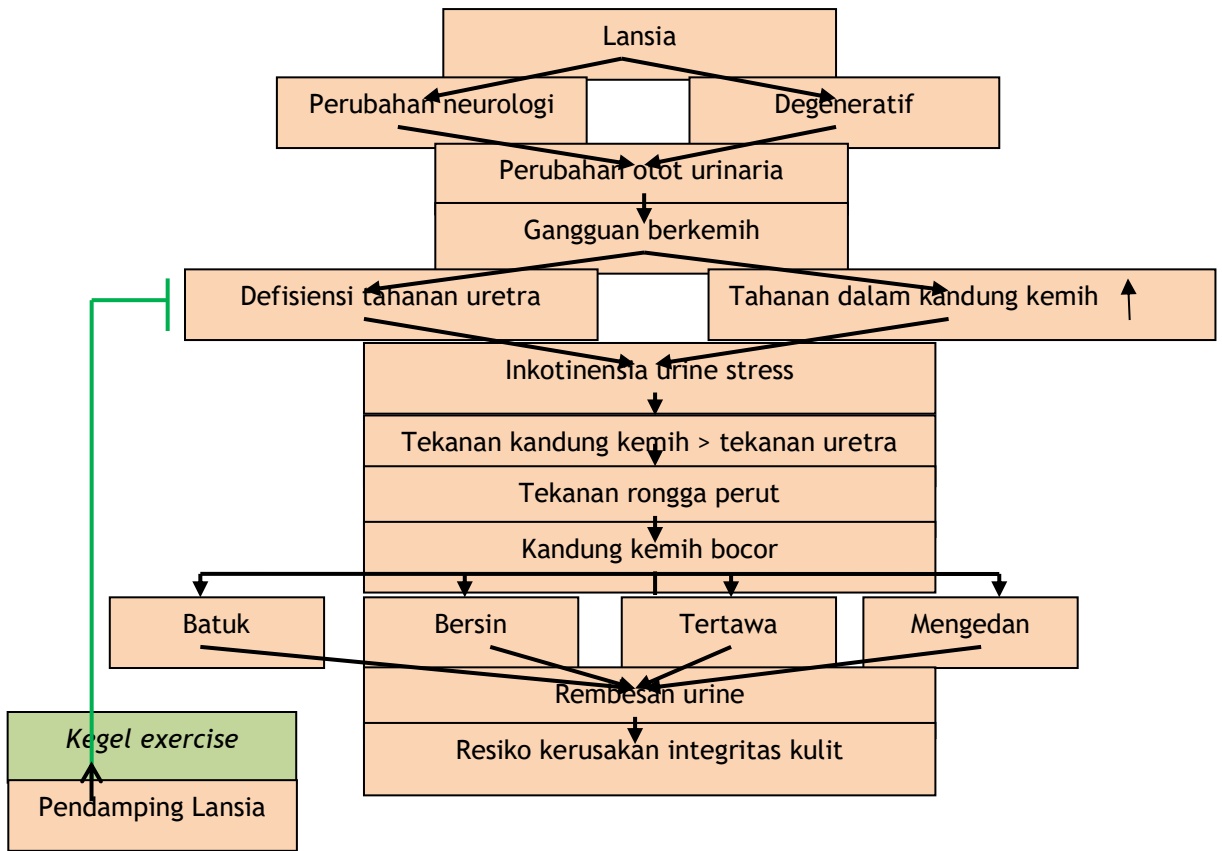 Lansia
Perubahan neurologi
Degeneratif
Perubahan otot urinaria
Gangguan berkemih
Defisiensi tahanan uretra
Tahanan dalam kandung kemih
Inkotinensia urine stress
Tekanan kandung kemih > tekanan uretra
Tekanan rongga perut
Kandung kemih bocor
Batuk
Bersin
Tertawa
Mengedan
Rembesan urine
Kegel exercise
Resiko kerusakan integritas kulit
Pendamping Lansia